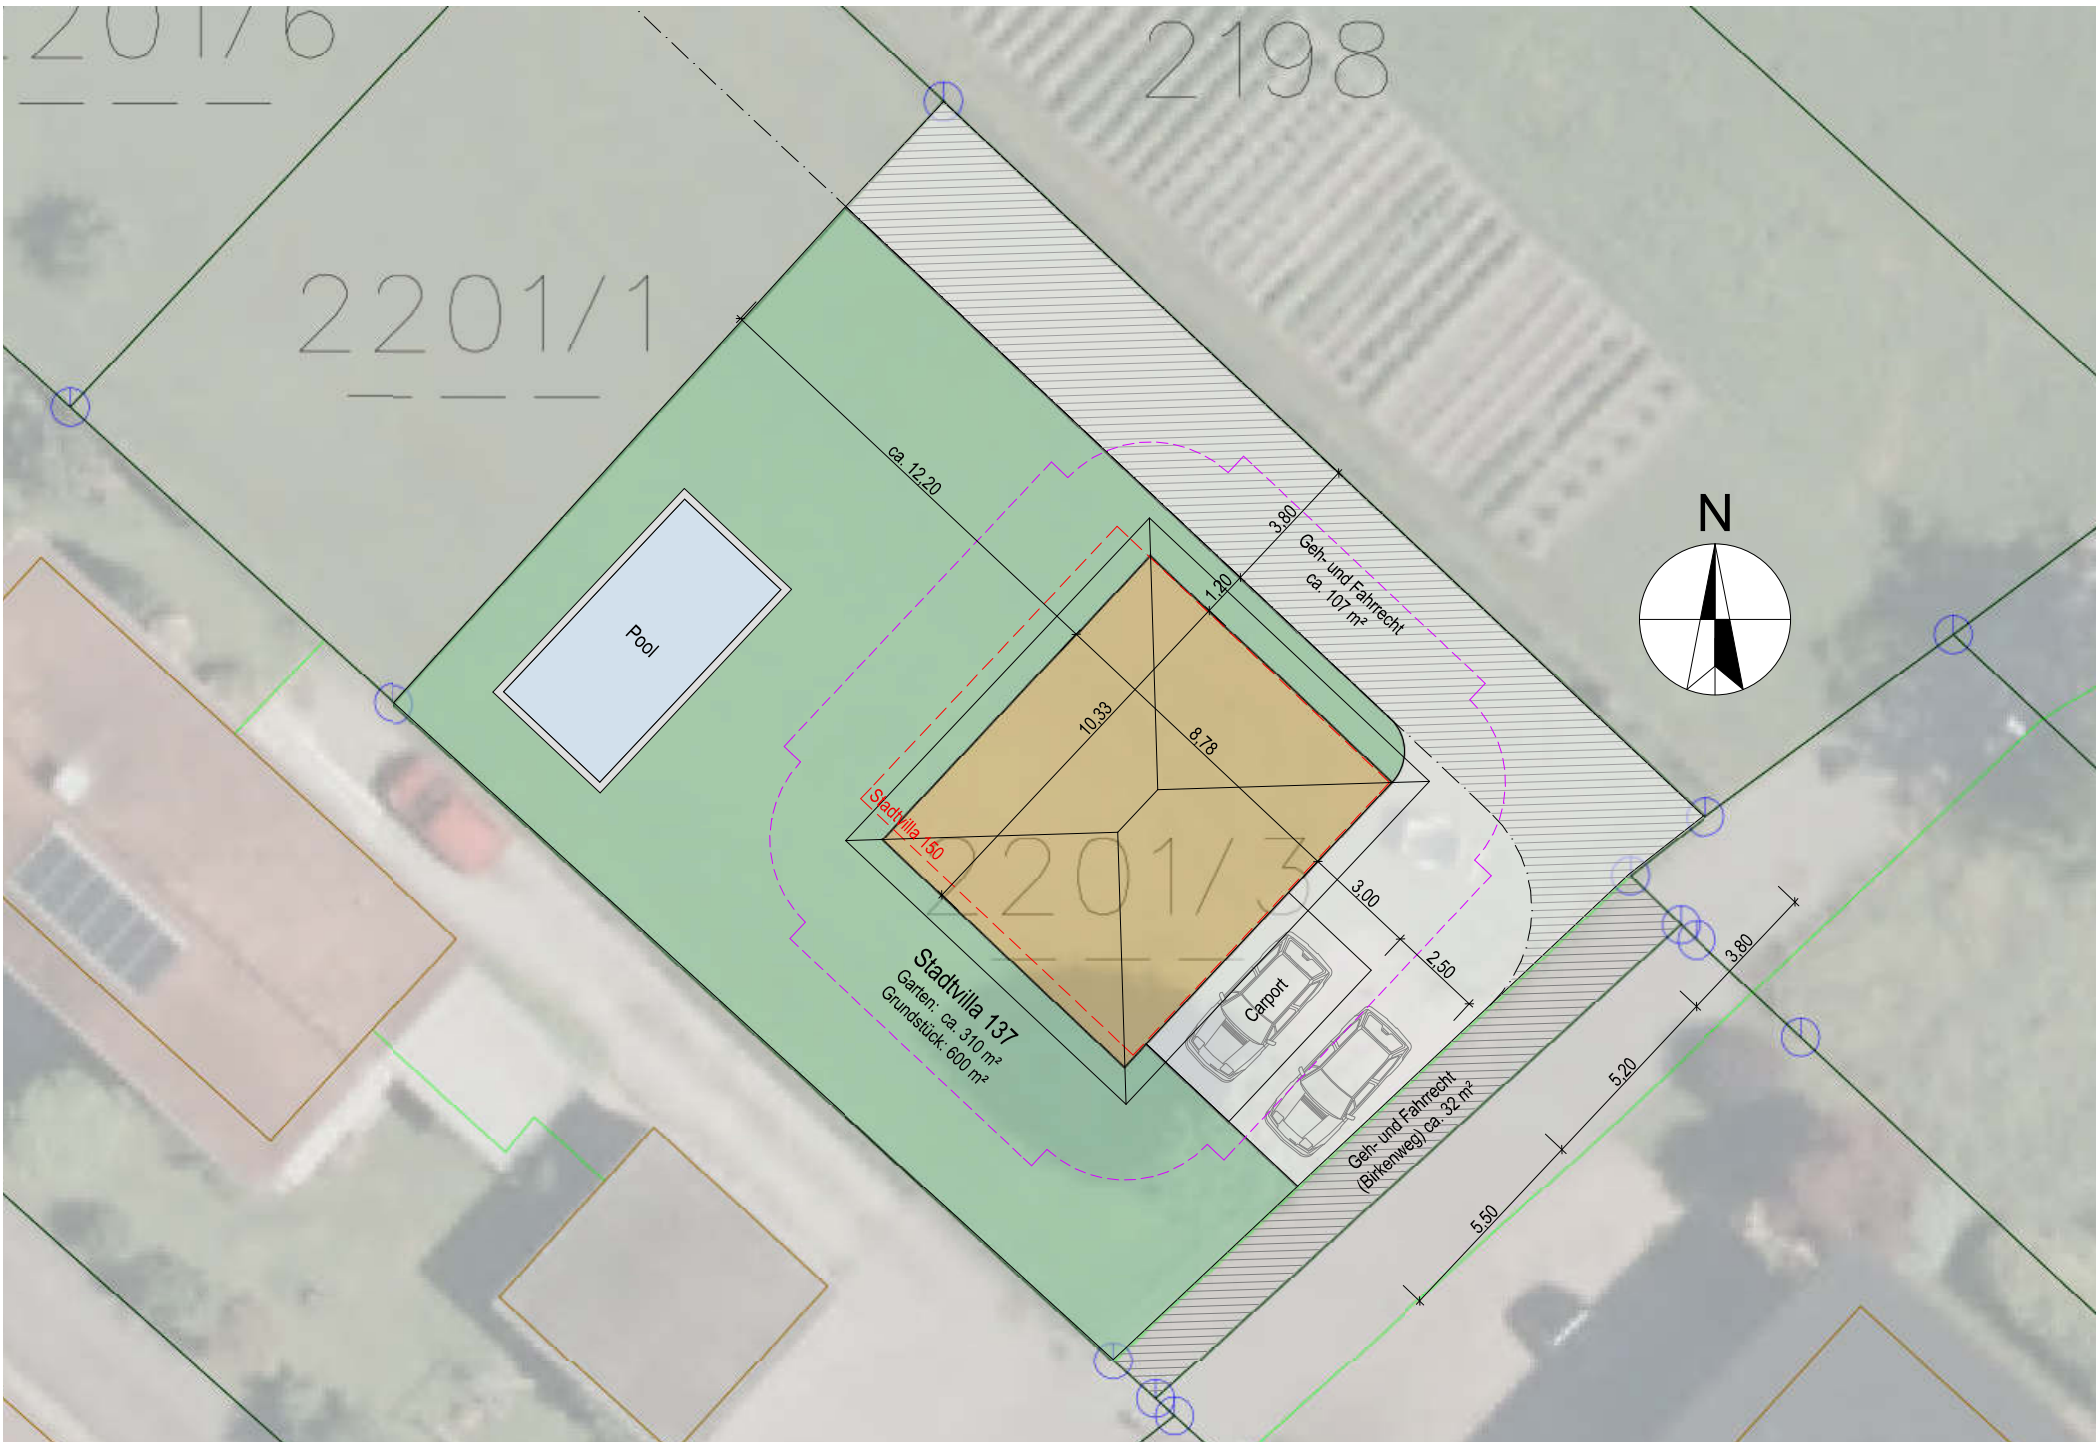 2201/6
2198
2201/1
N
ca. 12,20
3,80
Geh- und Fahrrecht
ca. 107 m²
1,20
Pool
10,33
8,78
Stadtvilla 150
2201/3
3,00
2,50
3,80
Stadtvilla 137
Garten: ca. 310 m²
Grundstück: 600 m²
Carport
5,20
Geh- und Fahrrecht
(Birkenweg) ca. 32 m²
5,50